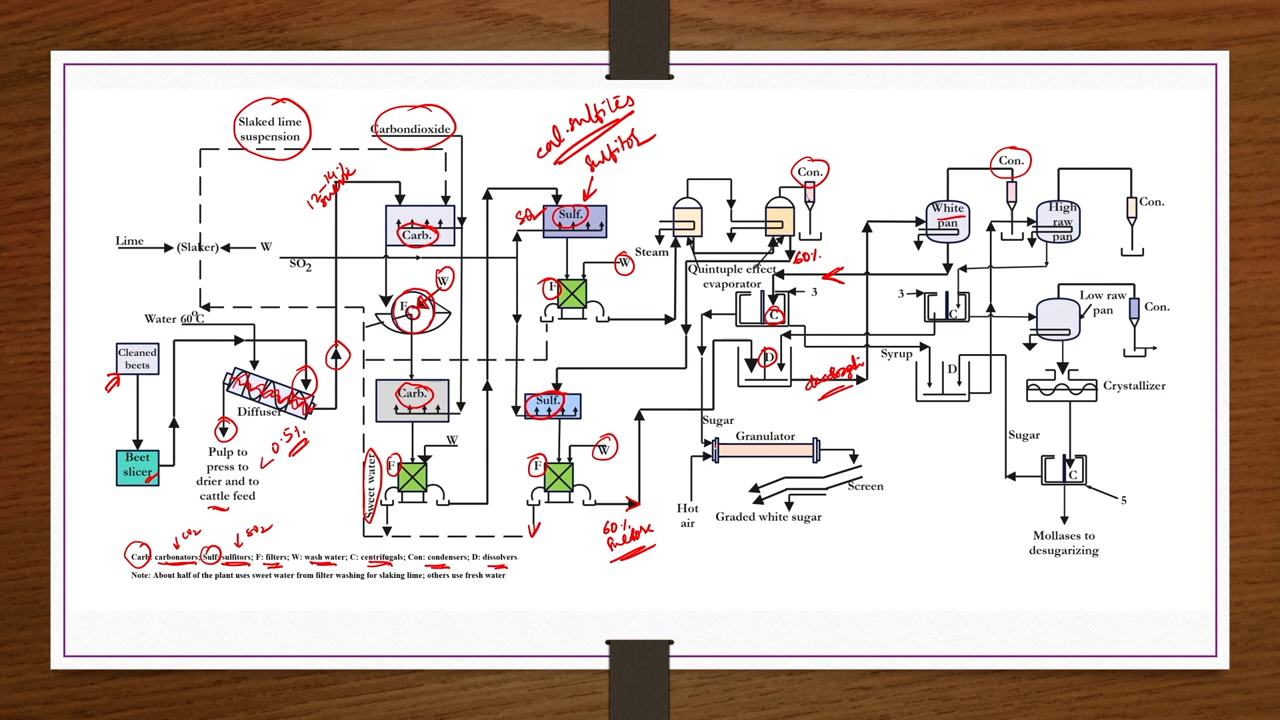 Slaked lime
suspension
Carbondioxide
cal. sulfites
sulfitor
12-14%
Lime
(Slaker)
W
SO2
Carb.
SO2
Sulf.
W
F
W
F
Water 60°C
Cleaned
beets
Diffuser
Beet
slicer
Pulp to
press to
drier and to
cattle feed
0.5%
Carb.
W
F
Sweet water
Sulf.
W
F
60%
Steam
Quintuple effect
evaporator
Con.
60%
3
C
D
White
pan
Con.
High
raw
pan
Con.
3
C
Low raw
pan
Con.
Syrup
D
Crystallizer
Sugar
Granulator
Hot
air
Screen
Graded white sugar
Sugar
C
5
Mollases to
desugarizing
CO2
SO2
Carb: carbonators; Sulf: sulfitors; F: filters; W: wash water; C: centrifugals; Con: condensers; D: dissolvers
Note: About half of the plant uses sweet water from filter washing for slaking lime; others use fresh water